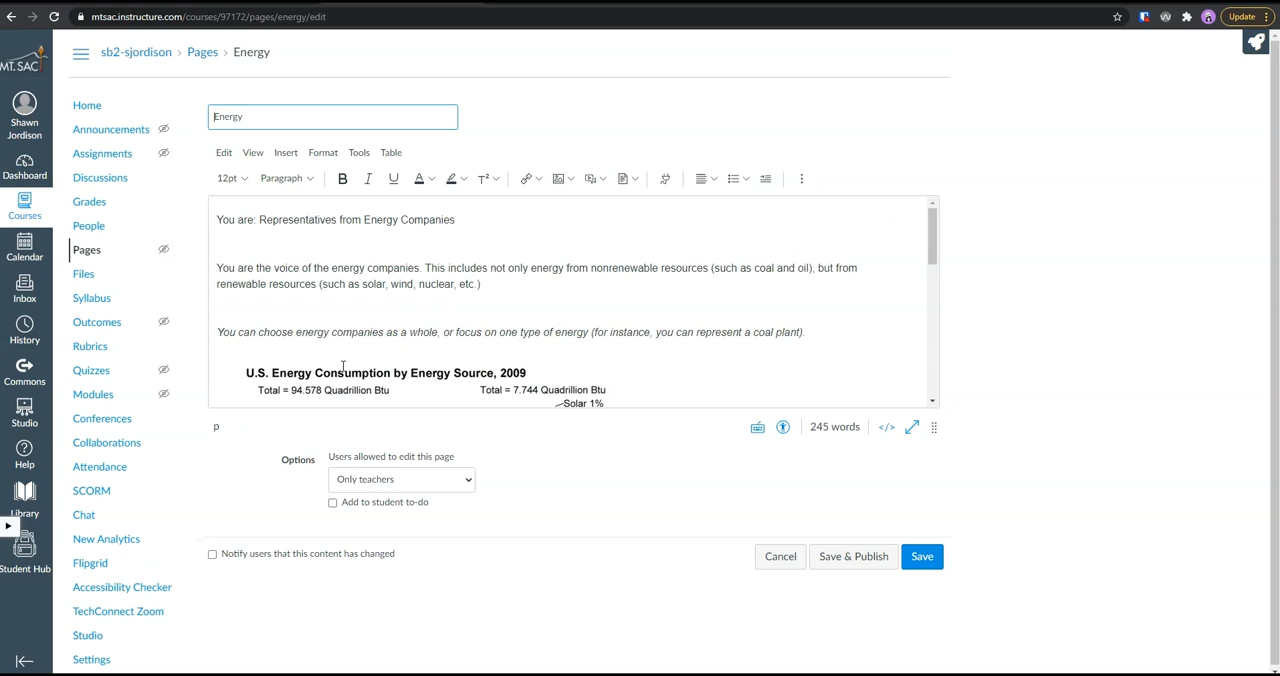 mtsac.instructure.com/courses/97172/pages/energy/edit
Update
MT. SAC
sb2-sjordison › Pages › Energy
Shawn
Jordison
Dashboard
Courses
Calendar
Inbox
History
Commons
Studio
Help
Library
Student Hub
Home
Announcements
Assignments
Discussions
Grades
People
Pages
Files
Syllabus
Outcomes
Rubrics
Quizzes
Modules
Conferences
Collaborations
Attendance
SCORM
Chat
New Analytics
Flipgrid
Accessibility Checker
TechConnect Zoom
Studio
Settings
Energy
Edit View Insert Format Tools Table
12pt Paragraph B I U A T²
You are: Representatives from Energy Companies
You are the voice of the energy companies. This includes not only energy from nonrenewable resources (such as coal and oil), but from
renewable resources (such as solar, wind, nuclear, etc.)
You can choose energy companies as a whole, or focus on one type of energy (for instance, you can represent a coal plant).
U.S. Energy Consumption by Energy Source, 2009
Total = 94.578 Quadrillion Btu Total = 7.744 Quadrillion Btu
Solar 1%
p 245 words </>
Options Users allowed to edit this page
Only teachers
Add to student to-do
Notify users that this content has changed
Cancel Save & Publish Save